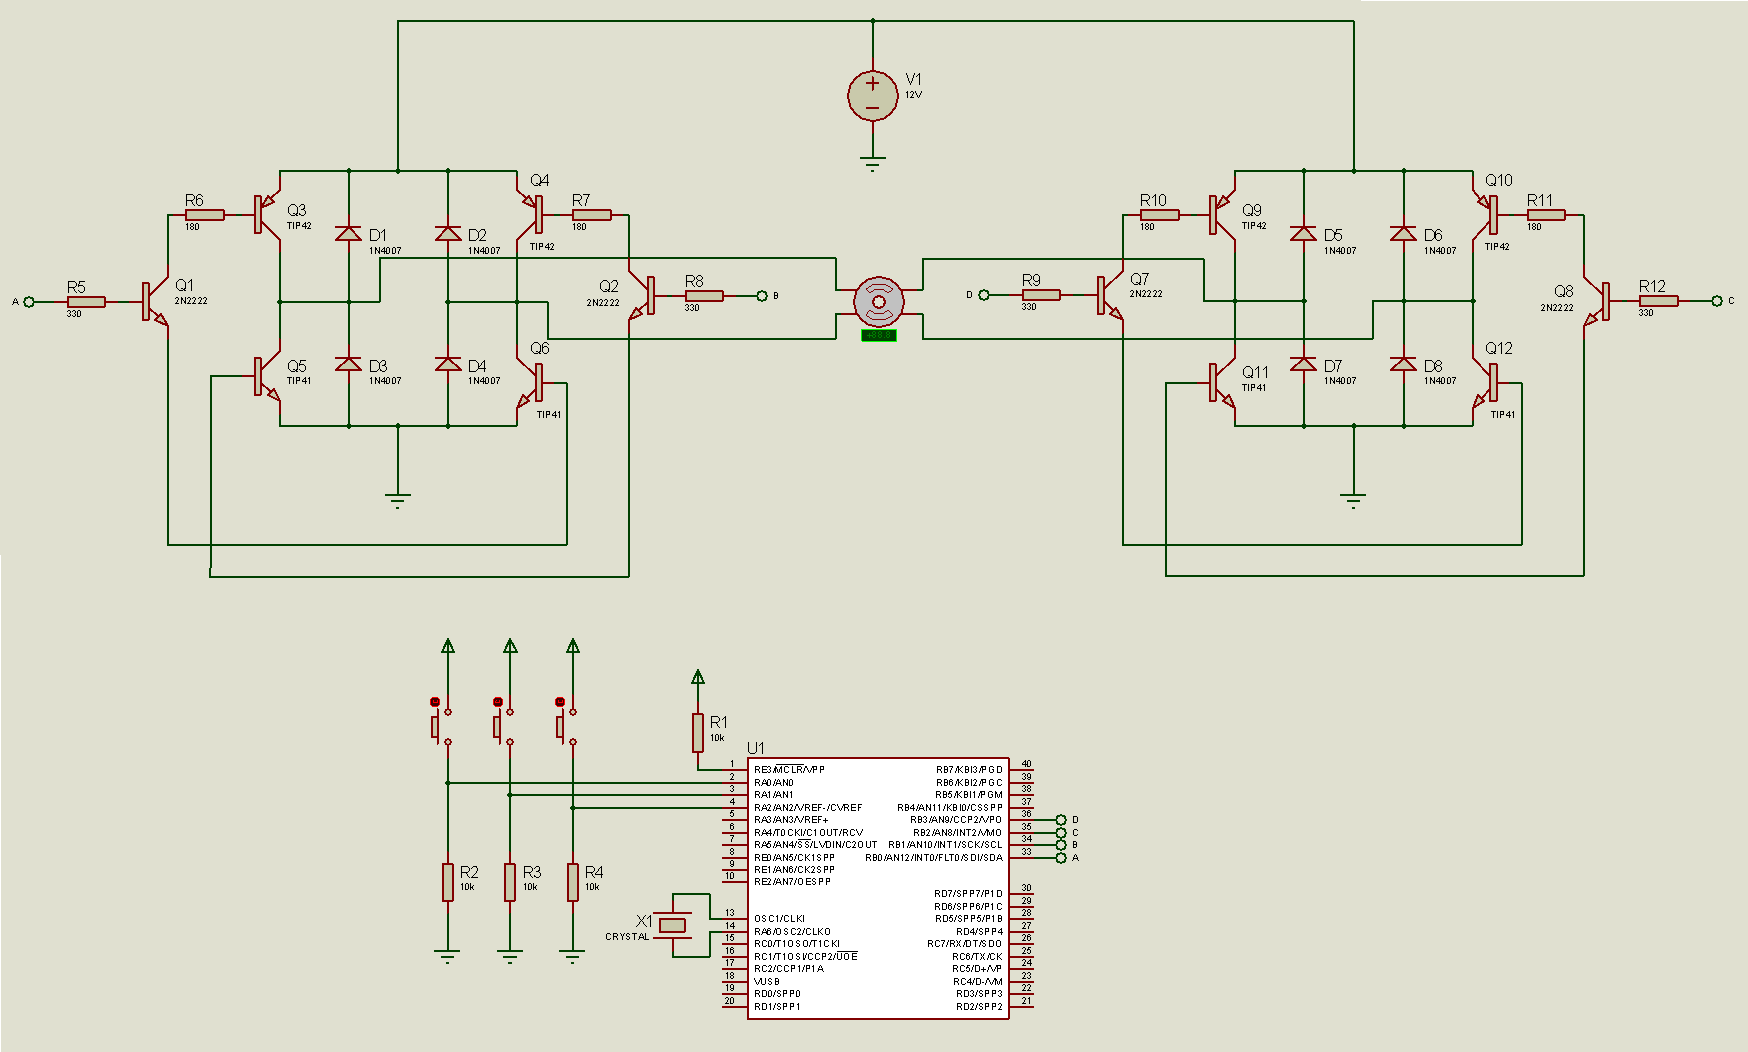 V1
12V
Q4
R6
Q3
R7
180
TIP42
180
TIP42
D1
D2
1N4007
1N4007
Q10
R10
Q9
R11
180
TIP42
180
TIP42
D5
D6
1N4007
1N4007
A
R5
330
Q1
2N2222
Q2
2N2222
R8
330
B
D
R9
330
Q7
2N2222
Q8
2N2222
R12
330
C
Q5
TIP41
D3
1N4007
D4
1N4007
Q6
TIP41
Q11
TIP41
D7
1N4007
D8
1N4007
Q12
TIP41
R1
10k
U1
1 RE3/MCLR/VPP RB7/KBI3/PGD 40
2 RA0/AN0 RB6/KBI2/PGC 39
3 RA1/AN1 RB5/KBI1/PGM 38
4 RA2/AN2/VREF-/CVREF RB4/AN11/KBI0/CSSPP 37
5 RA3/AN3/VREF+ RB3/AN9/CCP2/VPO 36 D
6 RA4/T0CKI/C1OUT/RCV RB2/AN8/INT2/VMO 35 C
7 RA5/AN4/SS/LVDIN/C2OUT RB1/AN10/INT1/SCK/SCL 34 B
8 RE0/AN5/CK1SPP RB0/AN12/INT0/FLT0/SDI/SDA 33 A
9 RE1/AN6/CK2SPP
10 RE2/AN7/OESPP
R2
10k
R3
10k
R4
10k
RD7/SPP7/P1D 30
RD6/SPP6/P1C 29
13 OSC1/CLKI RD5/SPP5/P1B 28
14 RA6/OSC2/CLKO RD4/SPP4 27
15 RC0/T1OSO/T1CKI RC7/RX/DT/SDO 26
16 RC1/T1OSI/CCP2/UOE RC6/TX/CK 25
17 RC2/CCP1/P1A RC5/D+/VP 24
18 VUSB RC4/D-/VM 23
19 RD0/SPP0 RD3/SPP3 22
20 RD1/SPP1 RD2/SPP2 21
X1
CRYSTAL